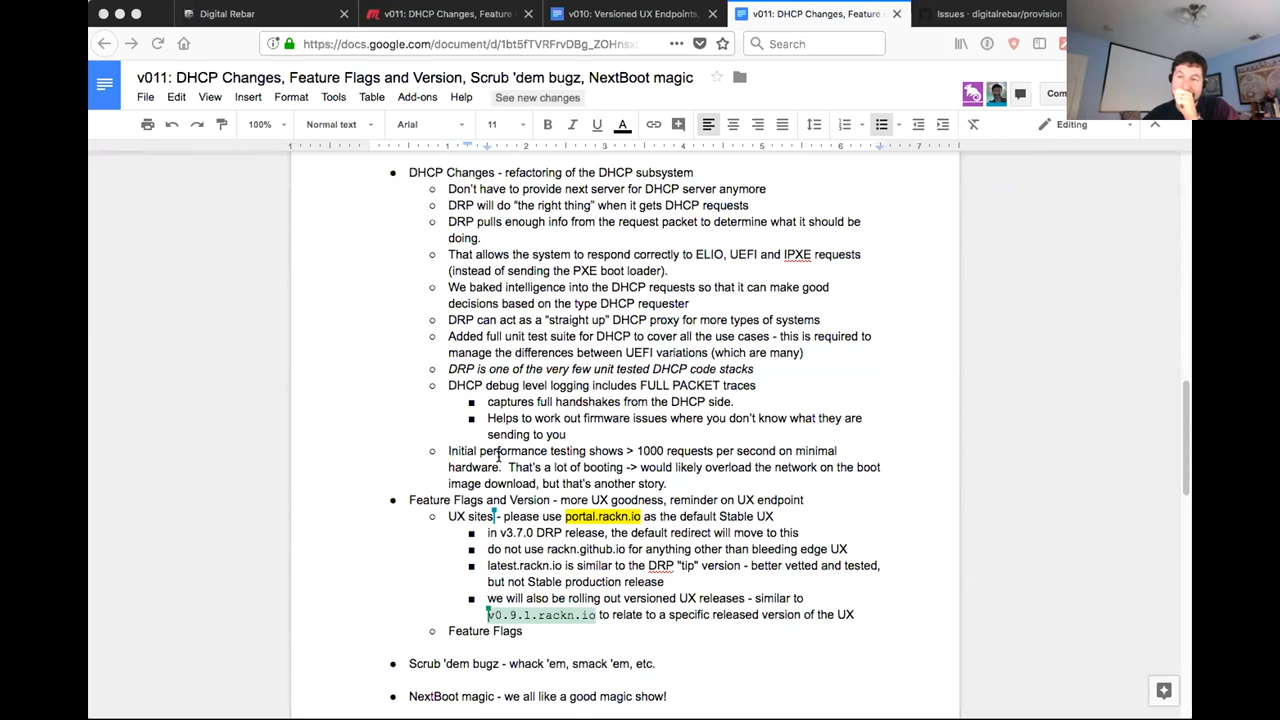 Digital Rebar
v011: DHCP Changes, Feature
v010: Versioned UX Endpoints,
v011: DHCP Changes, Feature
Issues · digitalrebar/provision
https://docs.google.com/document/d/1bt5fTVRFrvDBg_ZOHnsx
Search
v011: DHCP Changes, Feature Flags and Version, Scrub 'dem bugz, NextBoot magic
File Edit View Insert Format Tools Table Add-ons Help See new changes
100% Normal text Arial 11 Editing
1 1 2 3 4 5 6 7
● DHCP Changes - refactoring of the DHCP subsystem
○ Don't have to provide next server for DHCP server anymore
○ DRP will do “the right thing” when it gets DHCP requests
○ DRP pulls enough info from the request packet to determine what it should be
doing.
○ That allows the system to respond correctly to ELIO, UEFI and IPXE requests
(instead of sending the PXE boot loader).
○ We baked intelligence into the DHCP requests so that it can make good
decisions based on the type DHCP requester
○ DRP can act as a “straight up” DHCP proxy for more types of systems
○ Added full unit test suite for DHCP to cover all the use cases - this is required to
manage the differences between UEFI variations (which are many)
○ DRP is one of the very few unit tested DHCP code stacks
○ DHCP debug level logging includes FULL PACKET traces
■ captures full handshakes from the DHCP side.
■ Helps to work out firmware issues where you don't know what they are
sending to you
○ Initial performance testing shows > 1000 requests per second on minimal
hardware. That's a lot of booting -> would likely overload the network on the boot
image download, but that's another story.
● Feature Flags and Version - more UX goodness, reminder on UX endpoint
○ UX sites - please use portal.rackn.io as the default Stable UX
■ in v3.7.0 DRP release, the default redirect will move to this
■ do not use rackn.github.io for anything other than bleeding edge UX
■ latest.rackn.io is similar to the DRP "tip" version - better vetted and tested,
but not Stable production release
■ we will also be rolling out versioned UX releases - similar to
v0.9.1.rackn.io to relate to a specific released version of the UX
○ Feature Flags
● Scrub 'dem bugz - whack 'em, smack 'em, etc.
● NextBoot magic - we all like a good magic show!